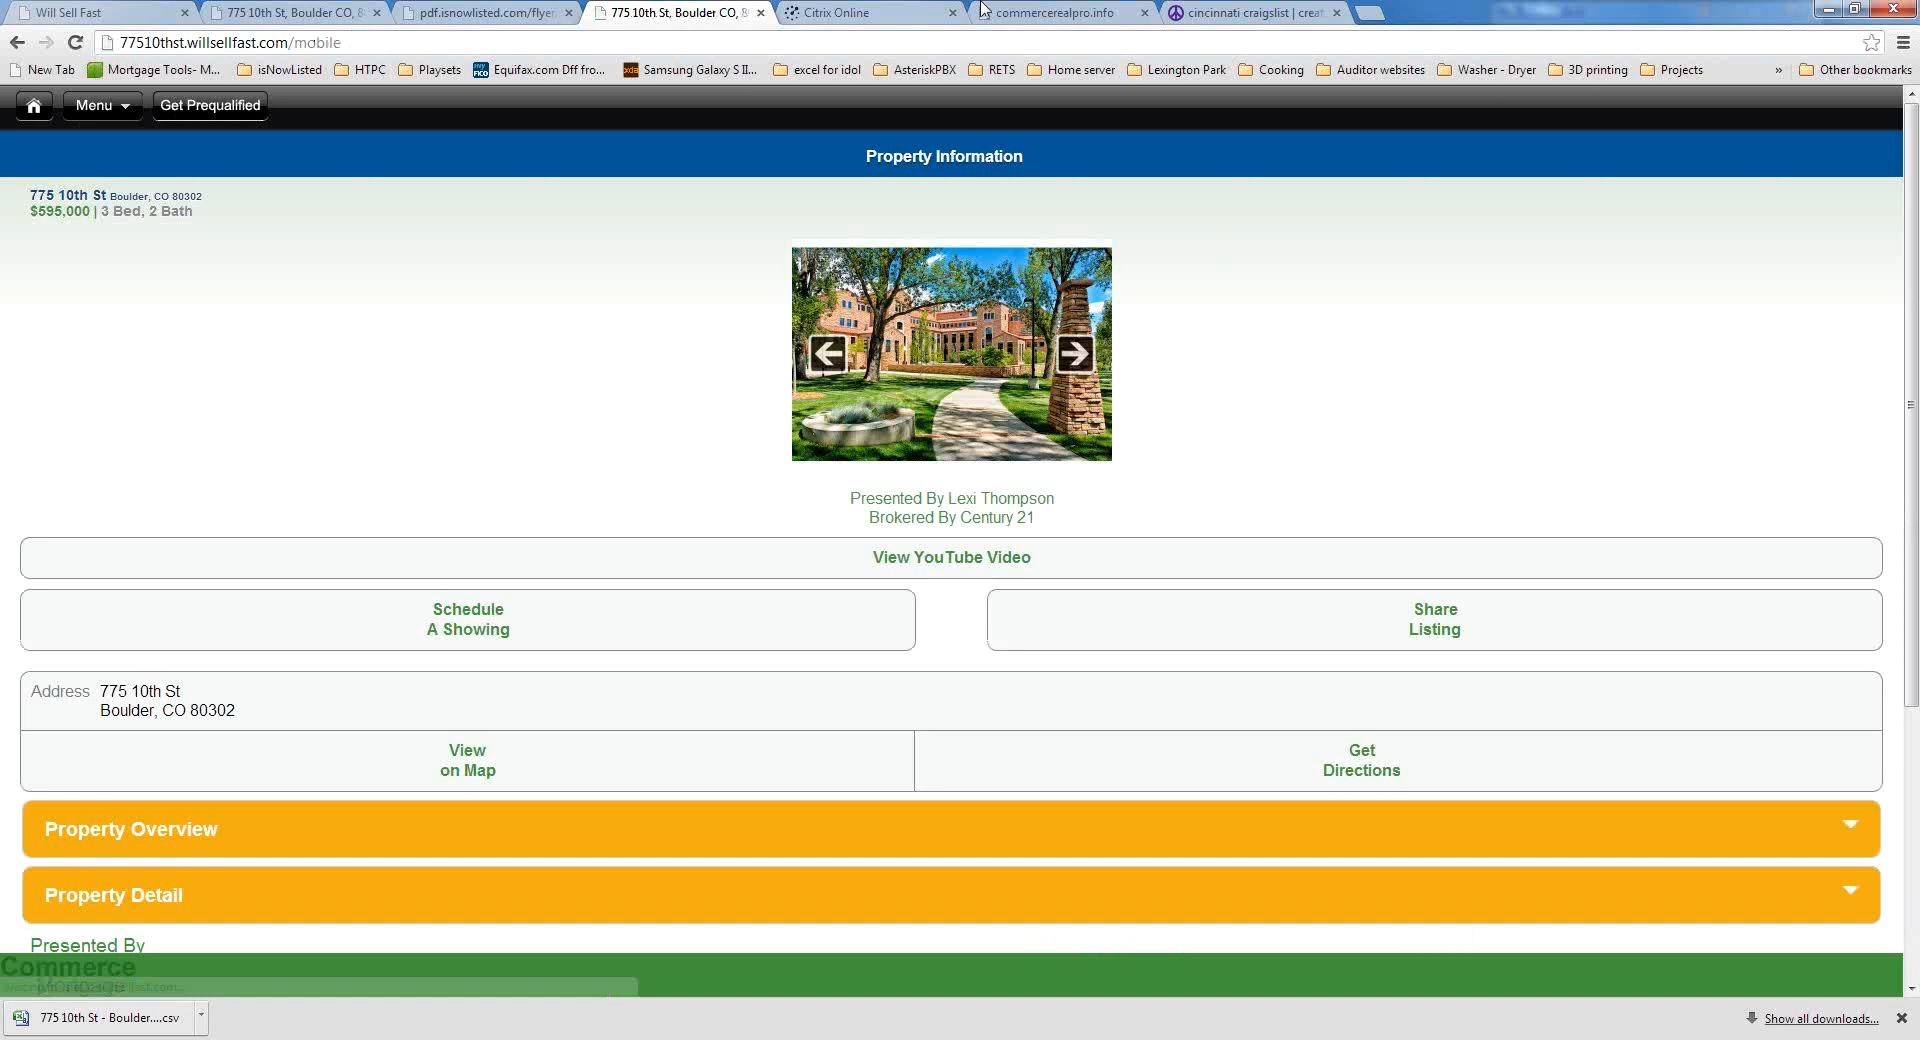 Will Sell Fast
775 10th St, Boulder CO, 8
pdf.isnowlisted.com/flyer
775 10th St, Boulder CO, 8
Citrix Online
commercerealpro.info
cincinnati craigslist | creat
77510thst.willsellfast.com/mobile
New Tab
Mortgage Tools- M...
isNowListed
HTPC
Playsets
my FICO
Equifax.com Dff fro...
xda
Samsung Galaxy S II...
excel for idol
AsteriskPBX
RETS
Home server
Lexington Park
Cooking
Auditor websites
Washer - Dryer
3D printing
Projects
»
Other bookmarks
Menu
Get Prequalified
Property Information
775 10th St Boulder, CO 80302
$595,000 | 3 Bed, 2 Bath
Presented By Lexi Thompson
Brokered By Century 21
View YouTube Video
Schedule
A Showing
Share
Listing
Address 775 10th St
Boulder, CO 80302
View
on Map
Get
Directions
Property Overview
Property Detail
Presented By
Commerce
Mortgage
775 10th St - Boulder....csv
Show all downloads...